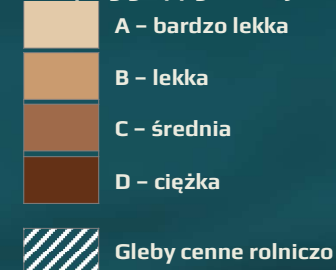 A – bardzo lekka
B – lekka
C – średnia
D – ciężka
Gleby cenne rolniczo